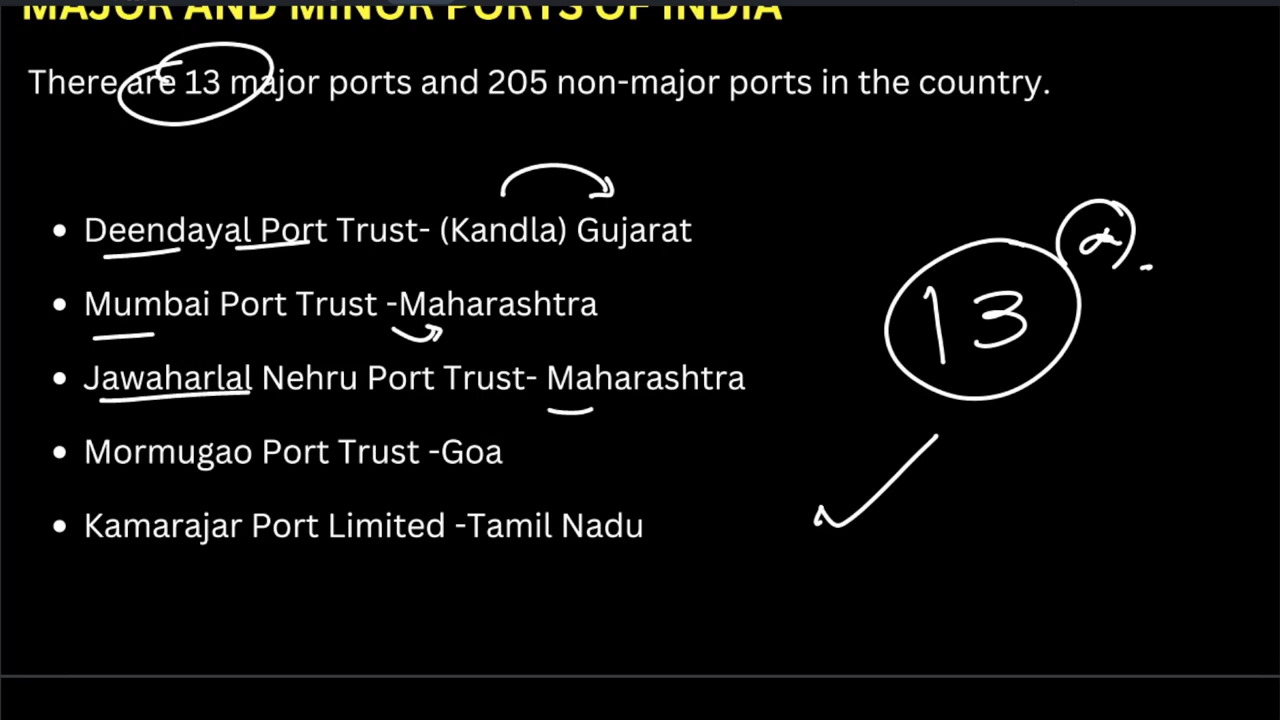 MAJOR AND MINOR PORTS OF INDIA
There are 13 major ports and 205 non-major ports in the country.
• Deendayal Port Trust- (Kandla) Gujarat
• Mumbai Port Trust -Maharashtra
• Jawaharlal Nehru Port Trust- Maharashtra
• Mormugao Port Trust -Goa
• Kamarajar Port Limited -Tamil Nadu
13